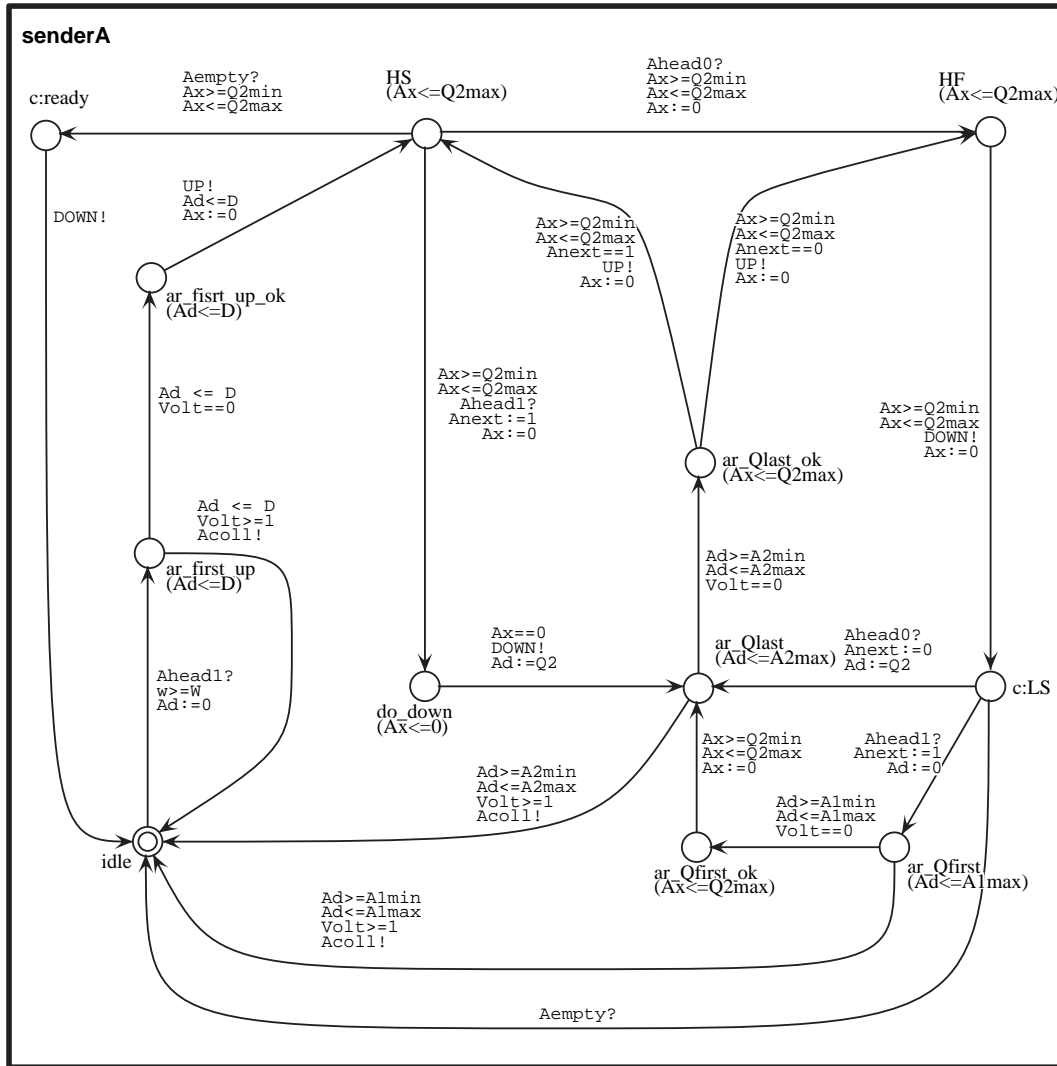 senderA
Aempty?
Ax>=Q2min
Ax<=Q2max
c:ready
HS
(Ax<=Q2max)
Ahead0?
Ax>=Q2min
Ax<=Q2max
Ax:=0
HF
(Ax<=Q2max)
DOWN!
UP!
Ad<=D
Ax:=0
Ax>=Q2min
Ax<=Q2max
Anext==1
UP!
Ax:=0
Ax>=Q2min
Ax<=Q2max
Anext==0
UP!
Ax:=0
ar_fisrt_up_ok
(Ad<=D)
Ad <= D
Volt==0
Ax>=Q2min
Ax<=Q2max
Ahead1?
Anext:=1
Ax:=0
Ax>=Q2min
Ax<=Q2max
DOWN!
Ax:=0
ar_Qlast_ok
(Ax<=Q2max)
Ad <= D
Volt>=1
Acoll!
ar_first_up
(Ad<=D)
Ad>=A2min
Ad<=A2max
Volt==0
Ax==0
DOWN!
Ad:=Q2
ar_Qlast
(Ad<=A2max)
Ahead0?
Anext:=0
Ad:=Q2
Ahead1?
w>=W
Ad:=0
do_down
(Ax<=0)
c:LS
Ax>=Q2min
Ax<=Q2max
Ax:=0
Ahead1?
Anext:=1
Ad:=0
Ad>=A2min
Ad<=A2max
Volt>=1
Acoll!
Ad>=A1min
Ad<=A1max
Volt==0
idle
ar_Qfirst_ok
(Ax<=Q2max)
ar_Qfirst
(Ad<=A1max)
Ad>=A1min
Ad<=A1max
Volt>=1
Acoll!
Aempty?